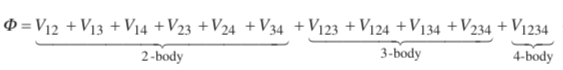 Φ = V₁₂ + V₁₃ + V₁₄ + V₂₃ + V₂₄ + V₃₄ + V₁₂₃ + V₁₂₄ + V₁₃₄ + V₂₃₄ + V₁₂₃₄
2-body 3-body 4-body